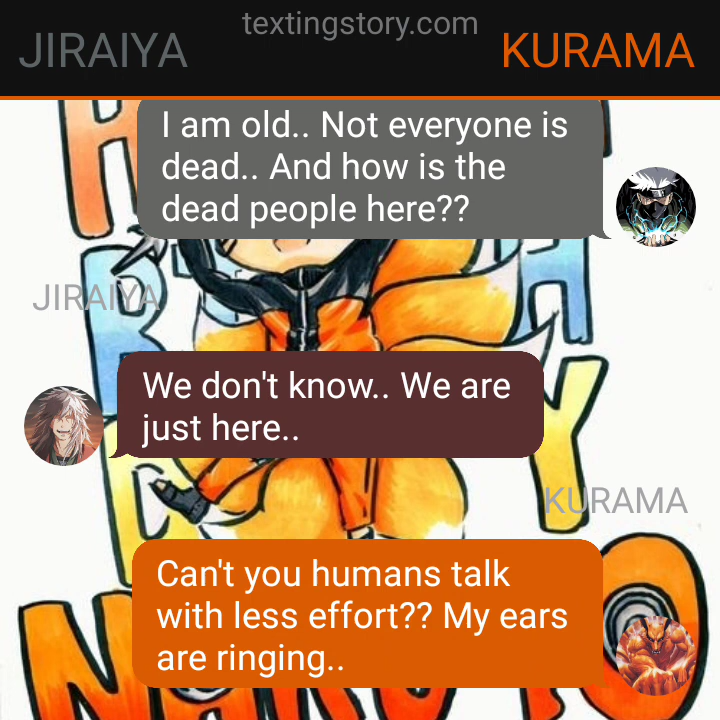 textingstory.com
JIRAIYA
KURAMA
I am old.. Not everyone is
dead.. And how is the
dead people here??
JIRAIYA
We don't know.. We are
just here..
KURAMA
Can't you humans talk
with less effort?? My ears
are ringing..